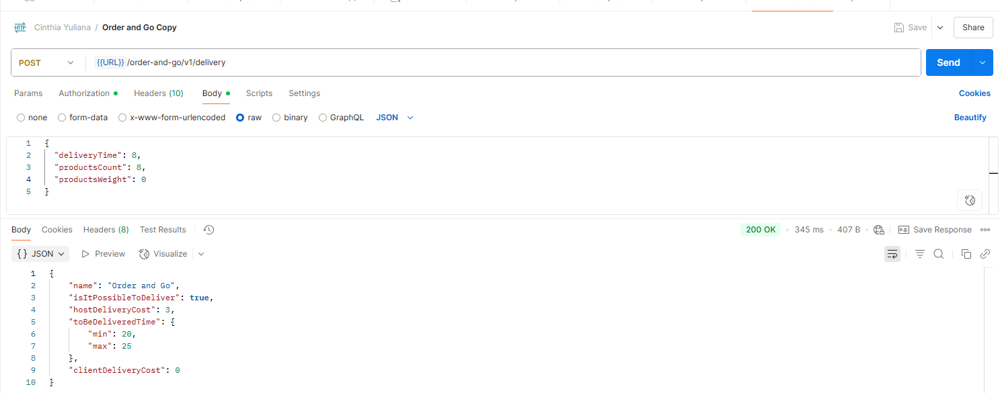 HTTP Cinthia Yuliana / Order and Go Copy Save Share
POST {{URL}} /order-and-go/v1/delivery Send
Params Authorization Headers (10) Body Scripts Settings Cookies
none form-data x-www-form-urlencoded raw binary GraphQL JSON Beautify
1 {
2 "deliveryTime": 8,
3 "productsCount": 8,
4 "productsWeight": 0
5 }
Body Cookies Headers (8) Test Results 200 OK • 345 ms • 407 B • e.g. Save Response
{} JSON Preview Visualize
1 {
2 "name": "Order and Go",
3 "isItPossibleToDeliver": true,
4 "hostDeliveryCost": 3,
5 "toBeDeliveredTime": {
6 "min": 20,
7 "max": 25
8 },
9 "clientDeliveryCost": 0
10 }